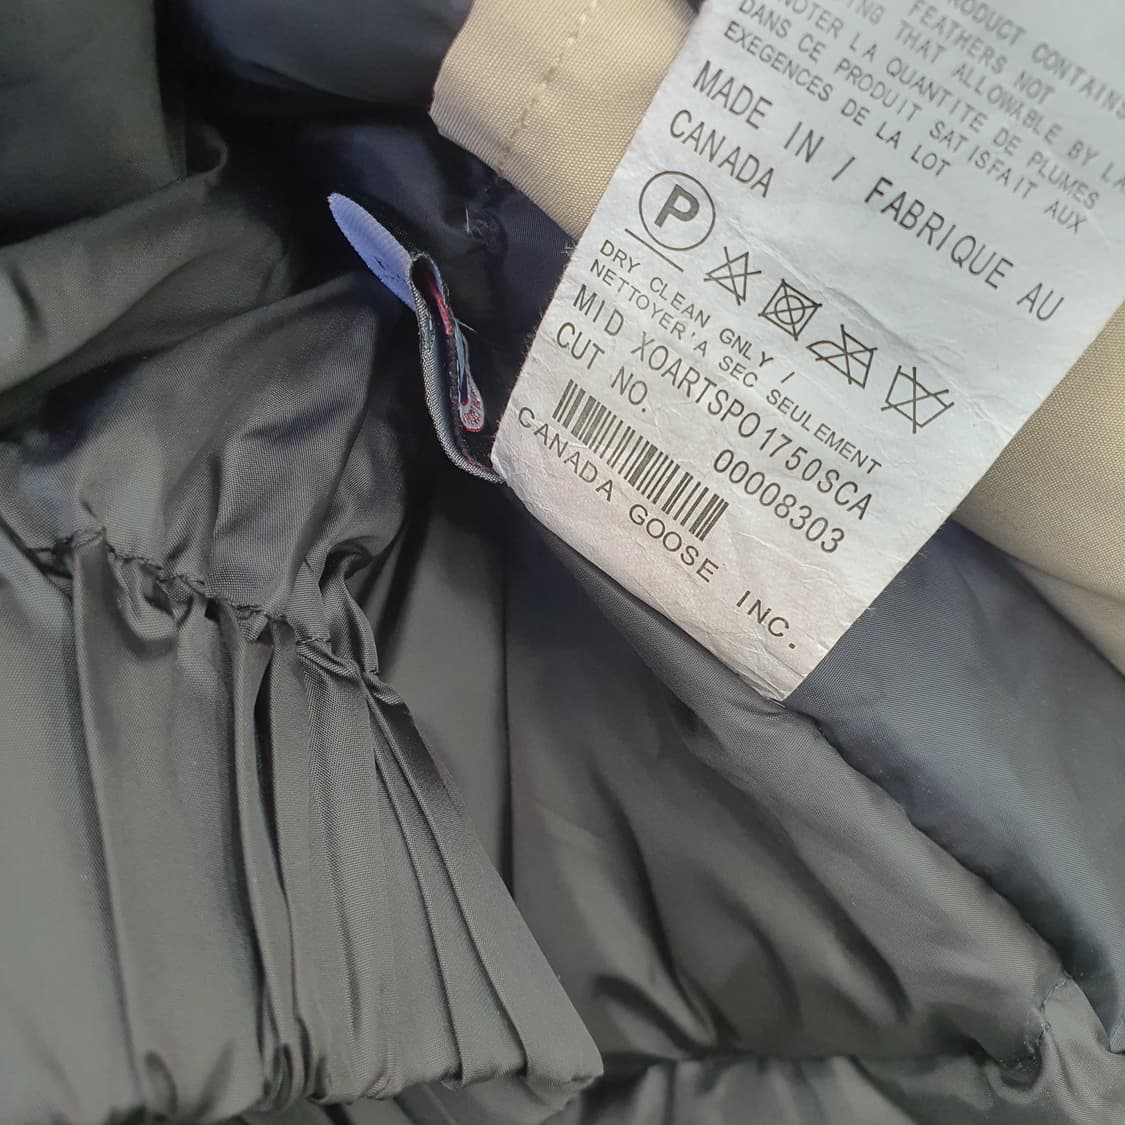 PRODUCT CONTAINS
ING FEATHERS NOT
THAT ALLOWABLE BY LA
NOTER LA QUANTITE DE PLUMES
DANS CE PRODUIT SATISFAIT AUX
EXEGENCES DE LA LOT
MADE IN / FABRIQUE AU
CANADA
P
DRY CLEAN GNLY /
NETTOYER'A SEC SEULEMENT
MID XOARTSPO1750SCA
CUT NO. 00008303
CANADA GOOSE INC.